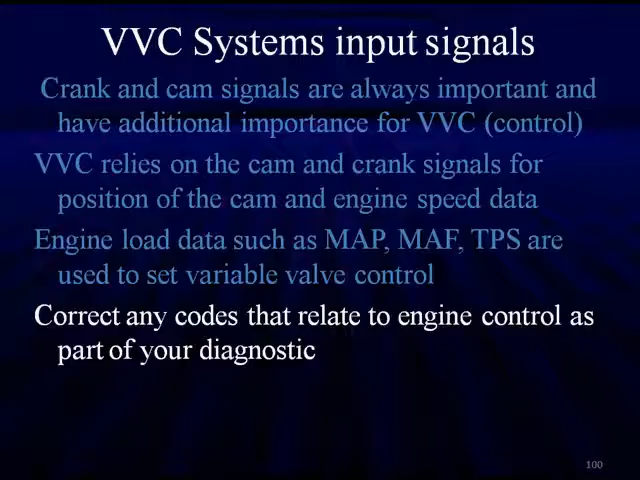 VVC Systems input signals
Crank and cam signals are always important and
have additional importance for VVC (control)
VVC relies on the cam and crank signals for
position of the cam and engine speed data
Engine load data such as MAP, MAF, TPS are
used to set variable valve control
Correct any codes that relate to engine control as
part of your diagnostic
100